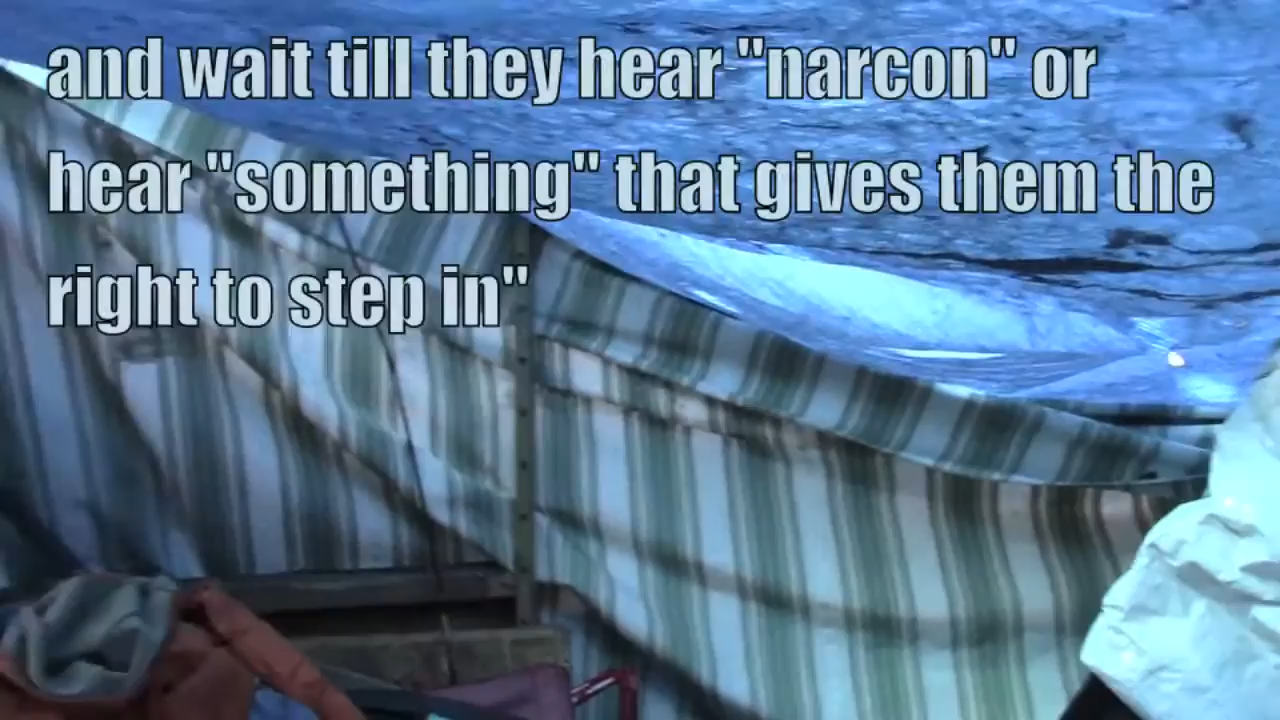 and wait till they hear "narcon" or
hear "something" that gives them the
right to step in"